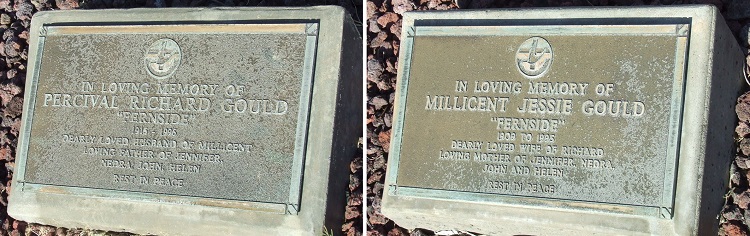 IN LOVING MEMORY OF
PERCIVAL RICHARD GOULD
"FERNSIDE"
DEARLY LOVED HUSBAND OF MILLICENT
LOVING FATHER OF JENNIFER,
NEDRA, JOHN, HELEN
REST IN PEACE
IN LOVING MEMORY OF
MILLICENT JESSIE GOULD
"FERNSIDE"
DEARLY LOVED WIFE OF RICHARD
LOVING MOTHER OF JENNIFER, NEDRA,
JOHN AND HELEN
REST IN PEACE